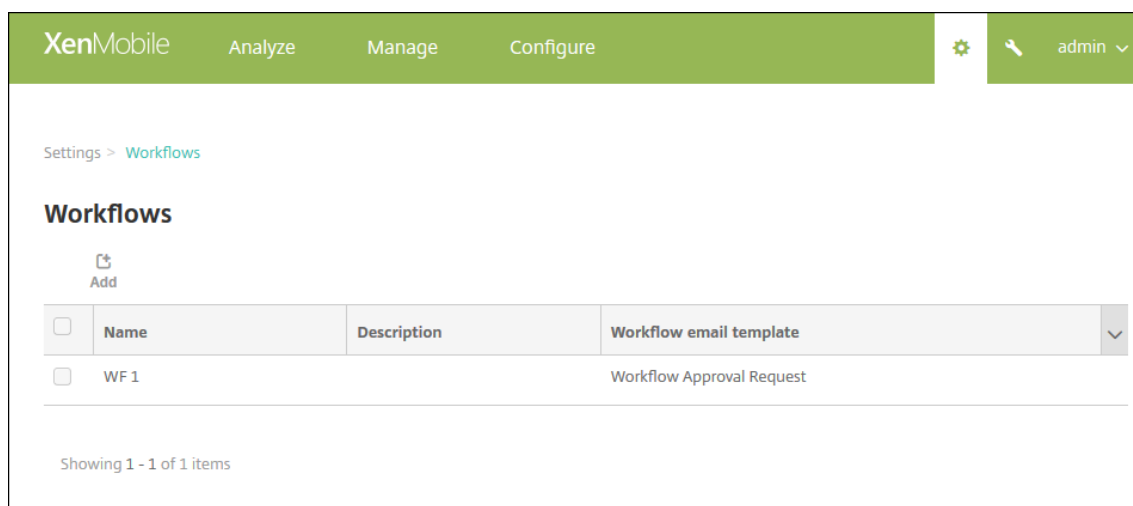 XenMobile Analyze Manage Configure admin
Settings > Workflows
Workflows
Add
Name Description Workflow email template
WF 1 Workflow Approval Request
Showing 1 - 1 of 1 items